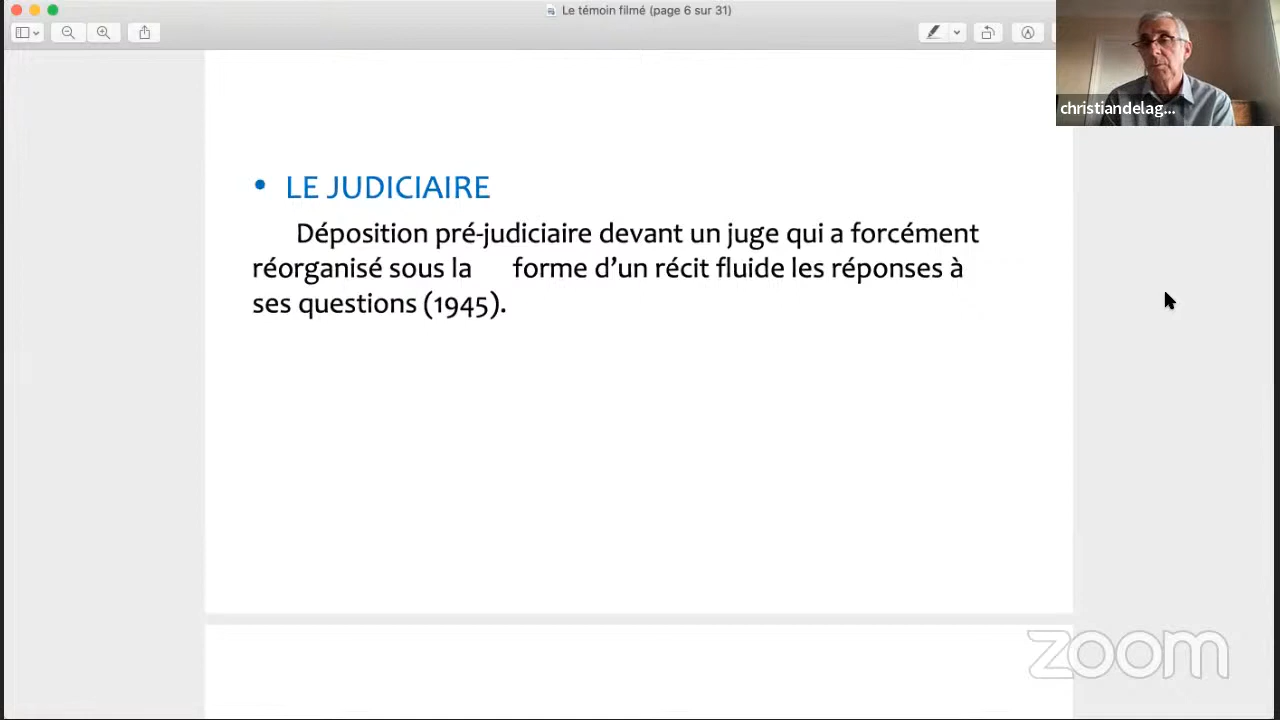 Le témoin filmé (page 6 sur 31)
christiandelag...
• LE JUDICIAIRE
Déposition pré-judiciaire devant un juge qui a forcément
réorganisé sous la forme d’un récit fluide les réponses à
ses questions (1945).
zoom